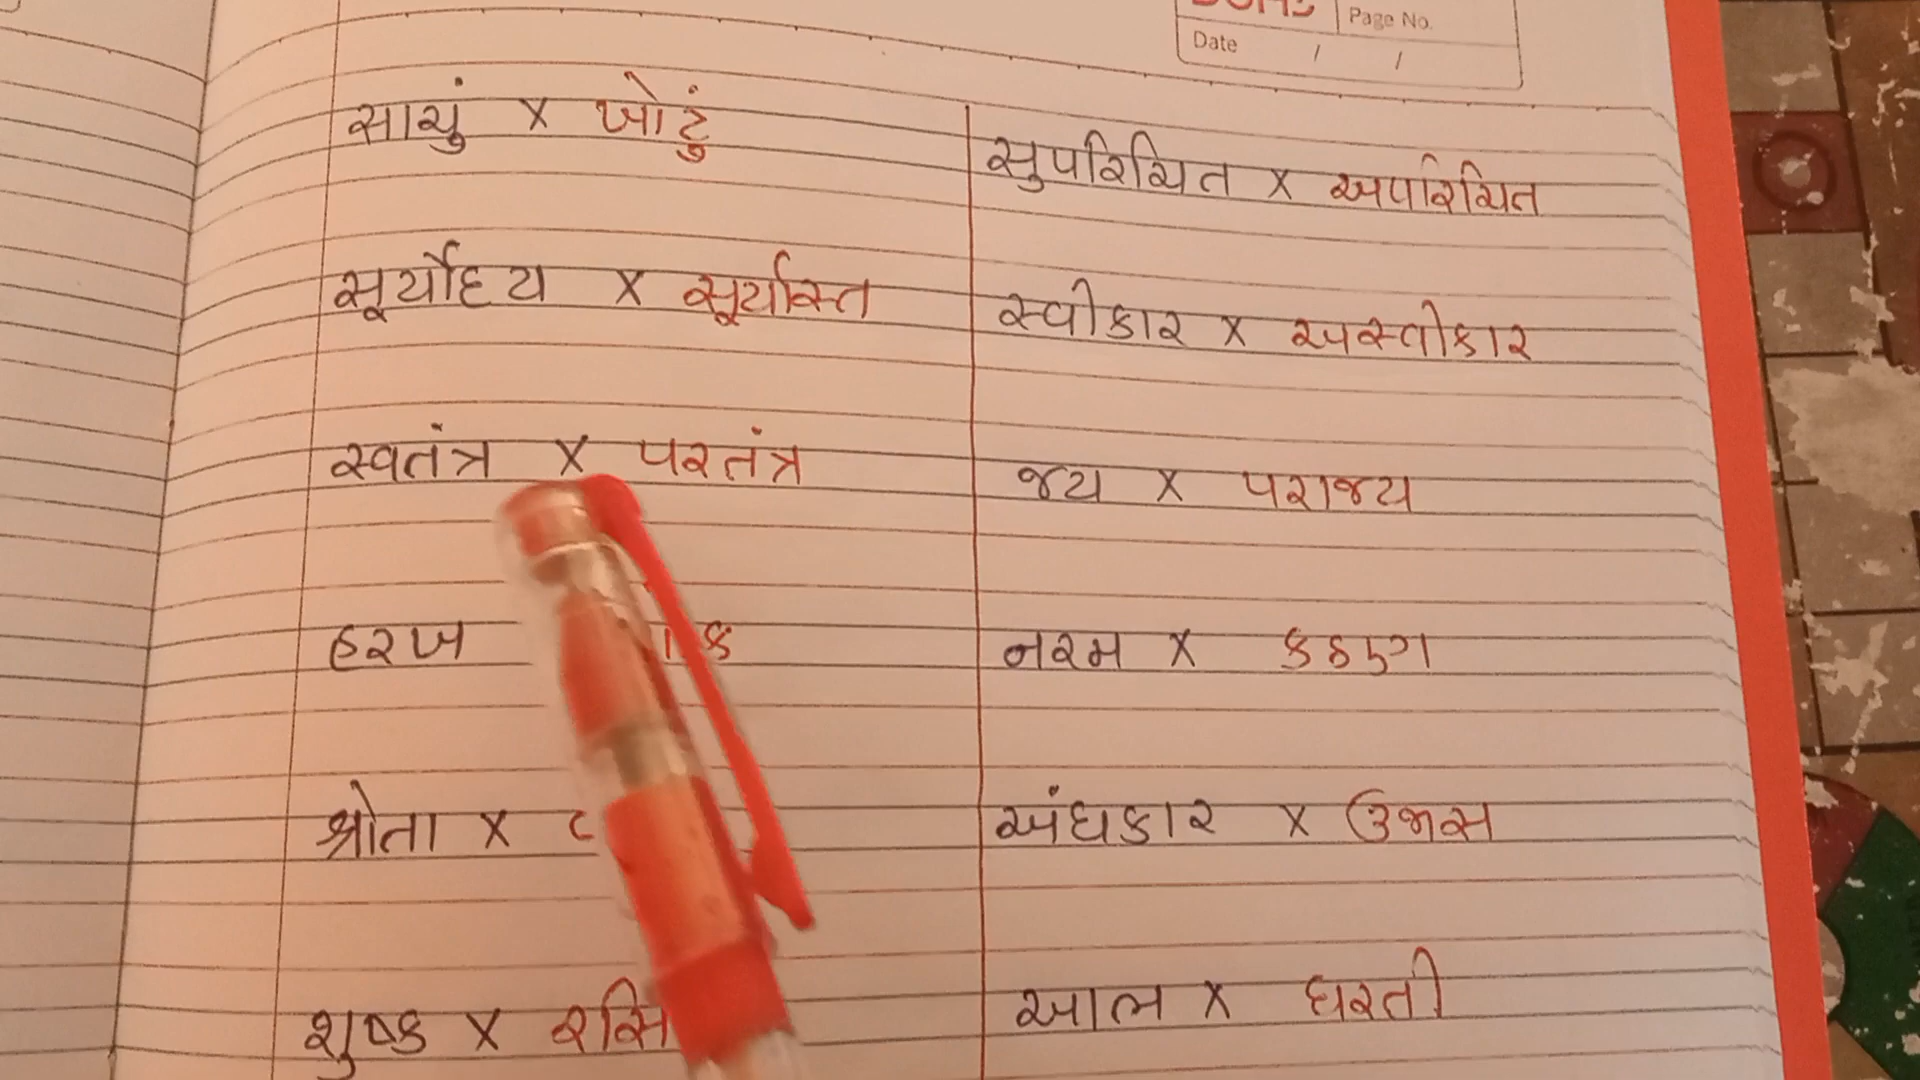 Page No.
Date / /
સાચું × ખોટું
સૂર્યોદય × સૂર્યાસ્ત
સ્વતંત્ર × પરતંત્ર
હરખ
શ્રોતા ×
શુષ્ક ×
સુપરિચિત × અપરિચિત
સ્વીકાર × અસ્વીકાર
જય × પરાજય
નરમ × કઠણ
અંધકાર × ઉજાસ
આભ × ધરતી